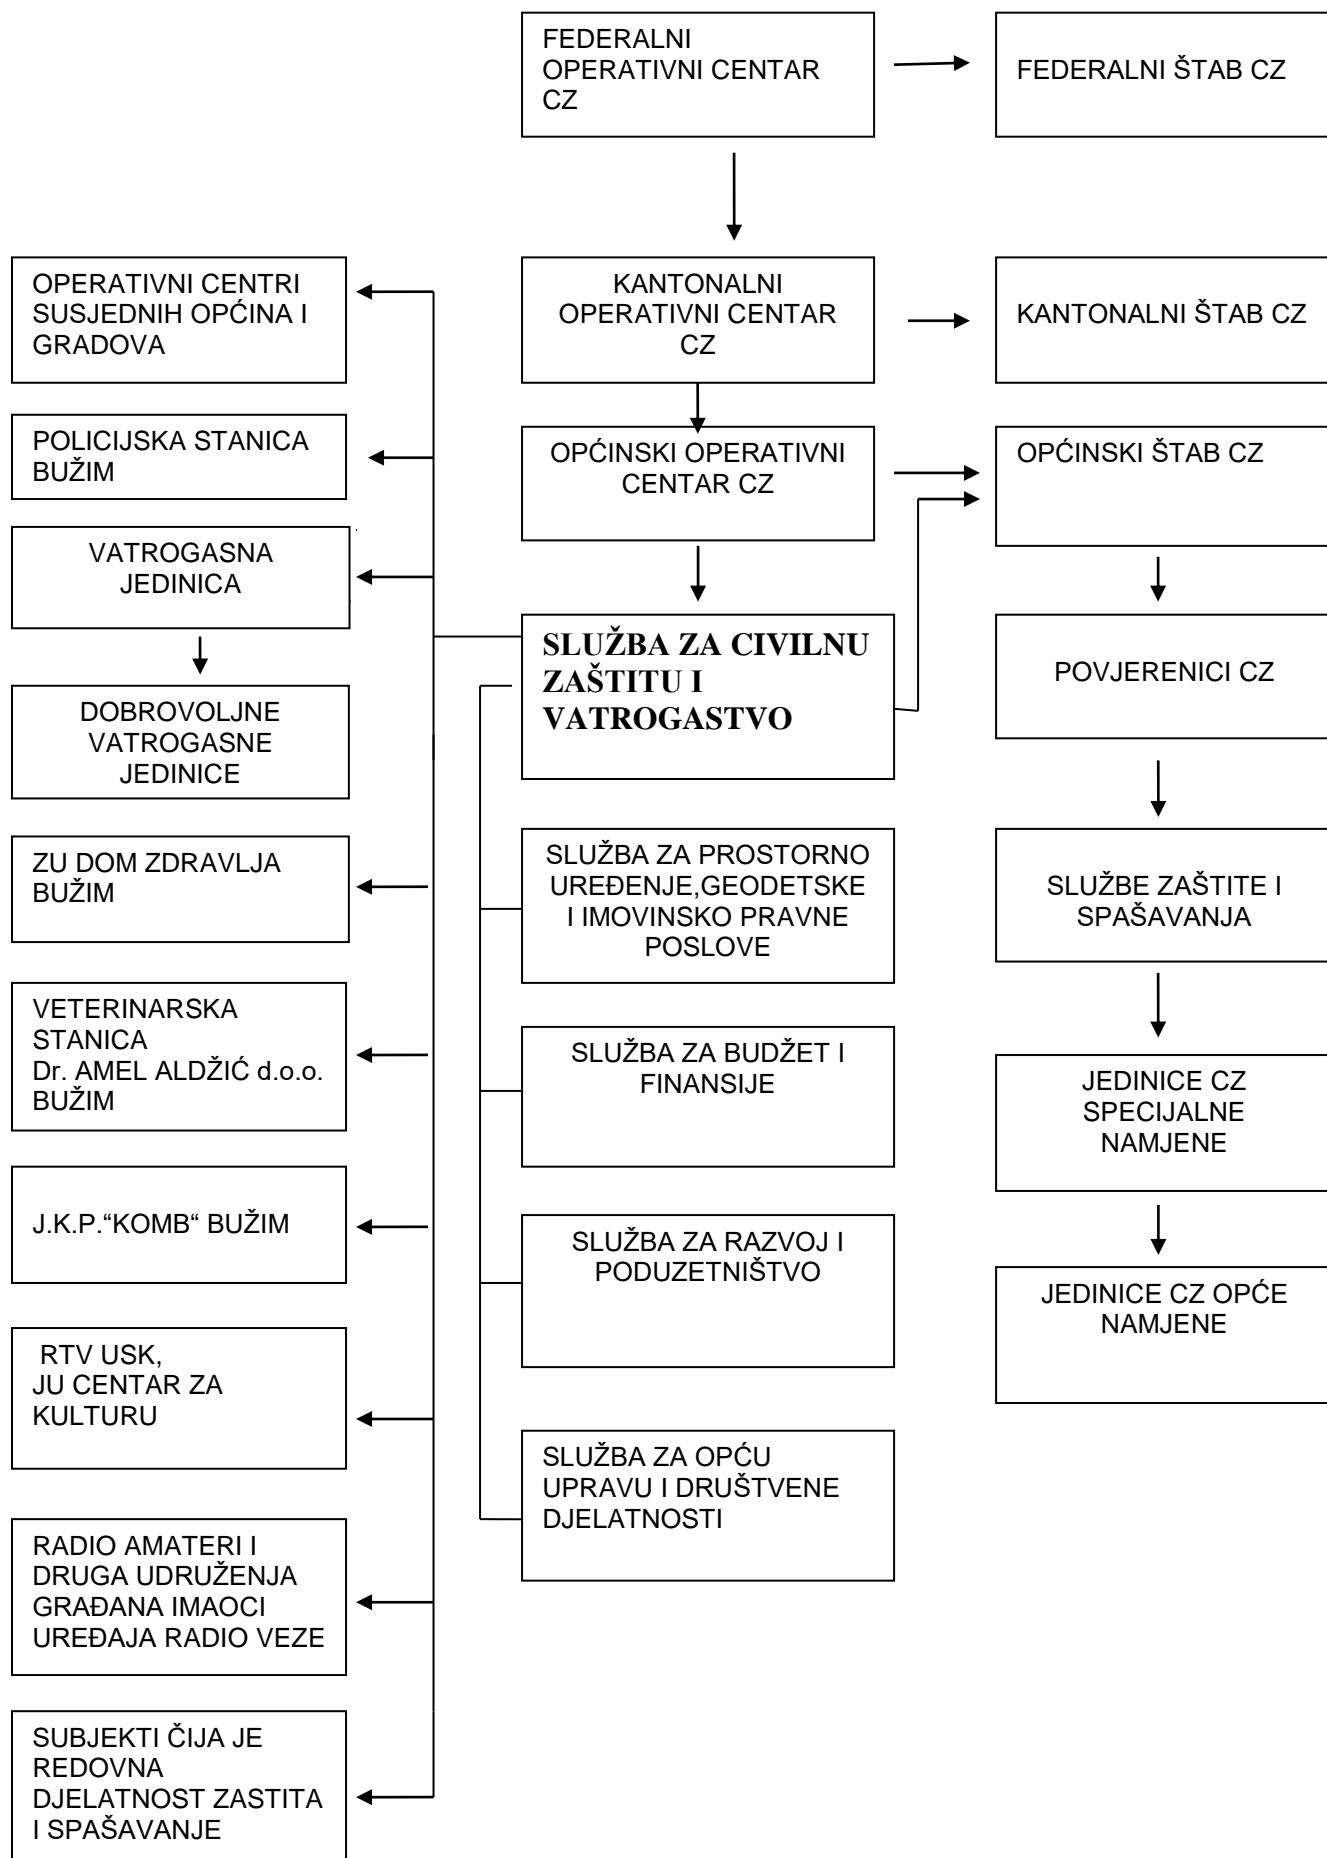 FEDERALNI
OPERATIVNI CENTAR
CZ
FEDERALNI ŠTAB CZ
OPERATIVNI CENTRI
SUSJEDNIH OPĆINA I
GRADOVA
KANTONALNI
OPERATIVNI CENTAR
CZ
KANTONALNI ŠTAB CZ
POLICIJSKA STANICA
BUŽIM
OPĆINSKI OPERATIVNI
CENTAR CZ
OPĆINSKI ŠTAB CZ
VATROGASNA
JEDINICA
SLUŽBA ZA CIVILNU
ZAŠTITU I
VATROGASTVO
POVJERENICI CZ
DOBROVOLJNE
VATROGASNE
JEDINICE
ZU DOM ZDRAVLJA
BUŽIM
SLUŽBA ZA PROSTORNO
UREĐENJE,GEODETSKE
I IMOVINSKO PRAVNE
POSLOVE
SLUŽBE ZAŠTITE I
SPAŠAVANJA
VETERINARSKA
STANICA
Dr. AMEL ALDŽIĆ d.o.o.
BUŽIM
SLUŽBA ZA BUDŽET I
FINANSIJE
JEDINICE CZ
SPECIJALNE
NAMJENE
J.K.P.“KOMB“ BUŽIM
SLUŽBA ZA RAZVOJ I
PODUZETNIŠTVO
JEDINICE CZ OPĆE
NAMJENE
RTV USK,
JU CENTAR ZA
KULTURU
SLUŽBA ZA OPĆU
UPRAVU I DRUŠTVENE
DJELATNOSTI
RADIO AMATERI I
DRUGA UDRUŽENJA
GRAĐANA IMAOCI
UREĐAJA RADIO VEZE
SUBJEKTI ČIJA JE
REDOVNA
DJELATNOST ZASTITA
I SPAŠAVANJE